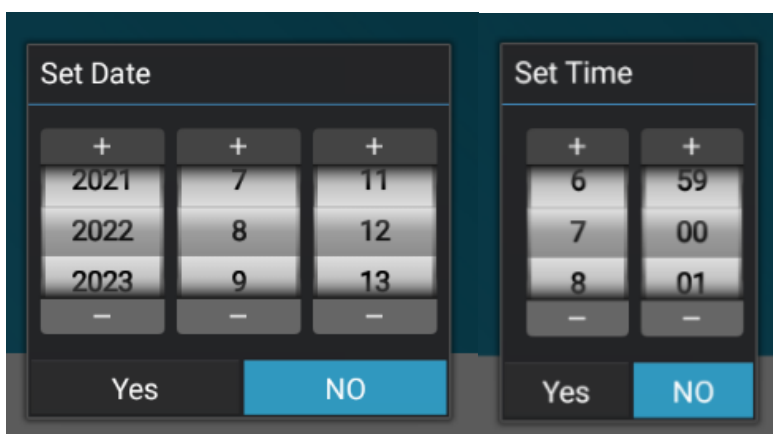 Set Date
+ + +
2021 7 11
2022 8 12
2023 9 13
− − −
Yes NO
Set Time
+ +
6 59
7 00
8 01
− −
Yes NO